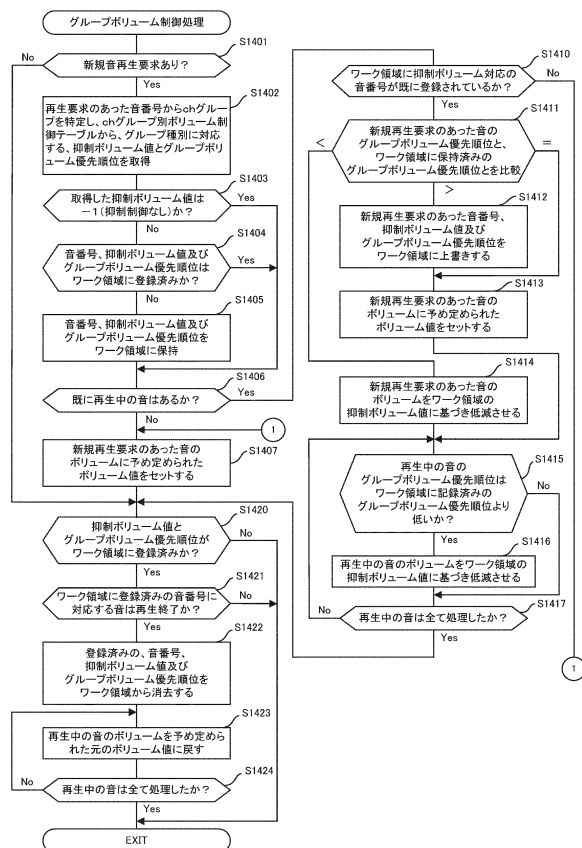 グループボリューム制御処理
S1401
新規音再生要求あり？
No
Yes
S1402
再生要求のあった音番号からchグルー
プを特定し、chグループ別ボリューム制
御テーブルから、グループ種別に対応
する、抑制ボリューム値とグループボリ
ューム優先順位を取得
S1403
取得した抑制ボリューム値は
－1（抑制制御なし）か？
Yes
No
S1404
音番号、抑制ボリューム値及び
グループボリューム優先順位は
ワーク領域に登録済みか？
Yes
No
S1405
音番号、抑制ボリューム値及び
グループボリューム優先順位を
ワーク領域に保持
S1406
既に再生中の音はあるか？
Yes
No
1
S1407
新規再生要求のあった音の
ボリュームに予め定められた
ボリューム値をセットする
S1420
抑制ボリューム値と
グループボリューム優先順位が
ワーク領域に登録済みか？
No
Yes
S1421
ワーク領域に登録済みの音番号に
対応する音は再生終了か？
No
Yes
S1422
登録済みの、音番号、
抑制ボリューム値及び
グループボリューム優先順位を
ワーク領域から消去する
S1423
再生中の音のボリュームを予め定めら
れた元のボリューム値に戻す
S1424
再生中の音は全て処理したか？
No
Yes
EXIT
S1410
ワーク領域に抑制ボリューム対応の
音番号が既に登録されているか？
No
Yes
S1411
新規再生要求のあった音の
グループボリューム優先順位と、
ワーク領域に保持済みの
グループボリューム優先順位とを比較
<
=
>
S1412
新規再生要求のあった音番号、
抑制ボリューム値及び
グループボリューム優先順位を
ワーク領域に上書きする
S1413
新規再生要求のあった音の
ボリュームに予め定められた
ボリューム値をセットする
S1414
新規再生要求のあった音の
ボリュームをワーク領域の
抑制ボリューム値に基づき低減させる
S1415
再生中の音の
グループボリューム優先順位は
ワーク領域に記録済みの
グループボリューム優先順位より
低いか？
No
Yes
S1416
再生中の音のボリュームをワーク領域の
抑制ボリューム値に基づき低減させる
S1417
再生中の音は全て処理したか？
No
Yes
1